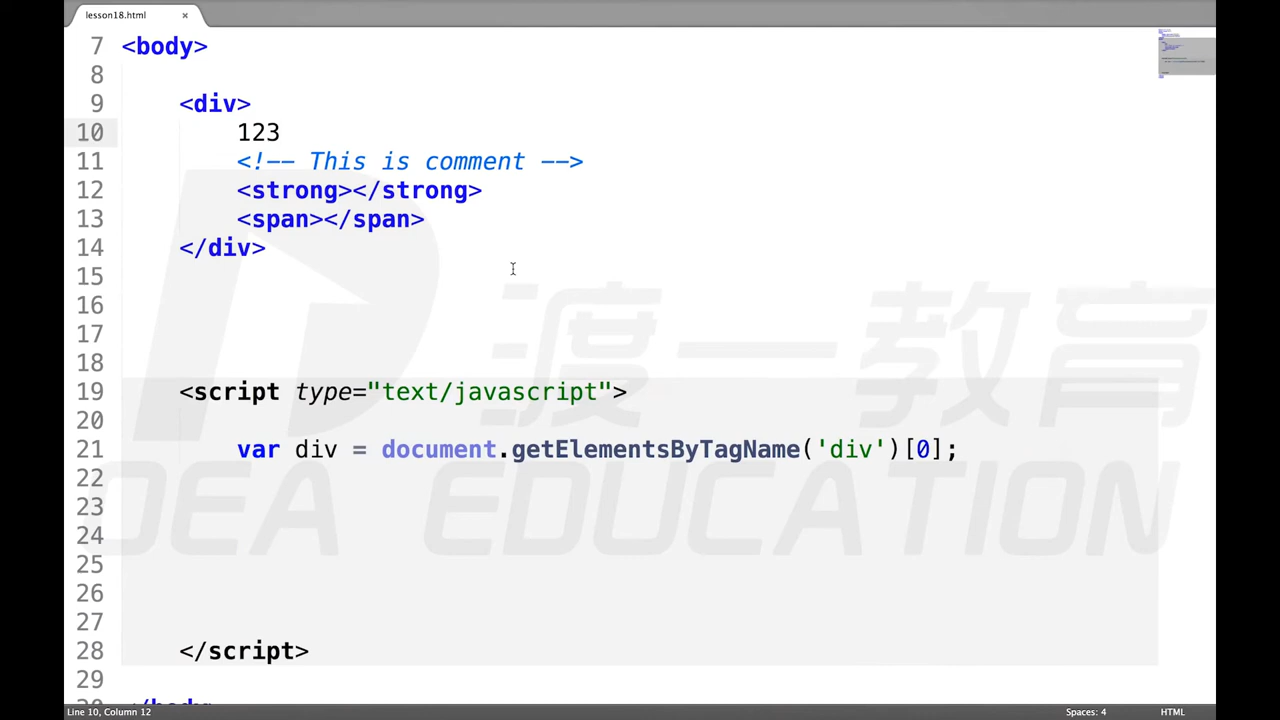 lesson18.html ×
7 <body>
8
9 <div>
10 123
11 <!-- This is comment -->
12 <strong></strong>
13 <span></span>
14 </div>
15
16
17
18
19 <script type="text/javascript">
20
21 var div = document.getElementsByTagName('div')[0];
22
23
24
25
26
27
28 </script>
29
渡一教育
IDEA EDUCATION
Line 10, Column 12 Spaces: 4 HTML